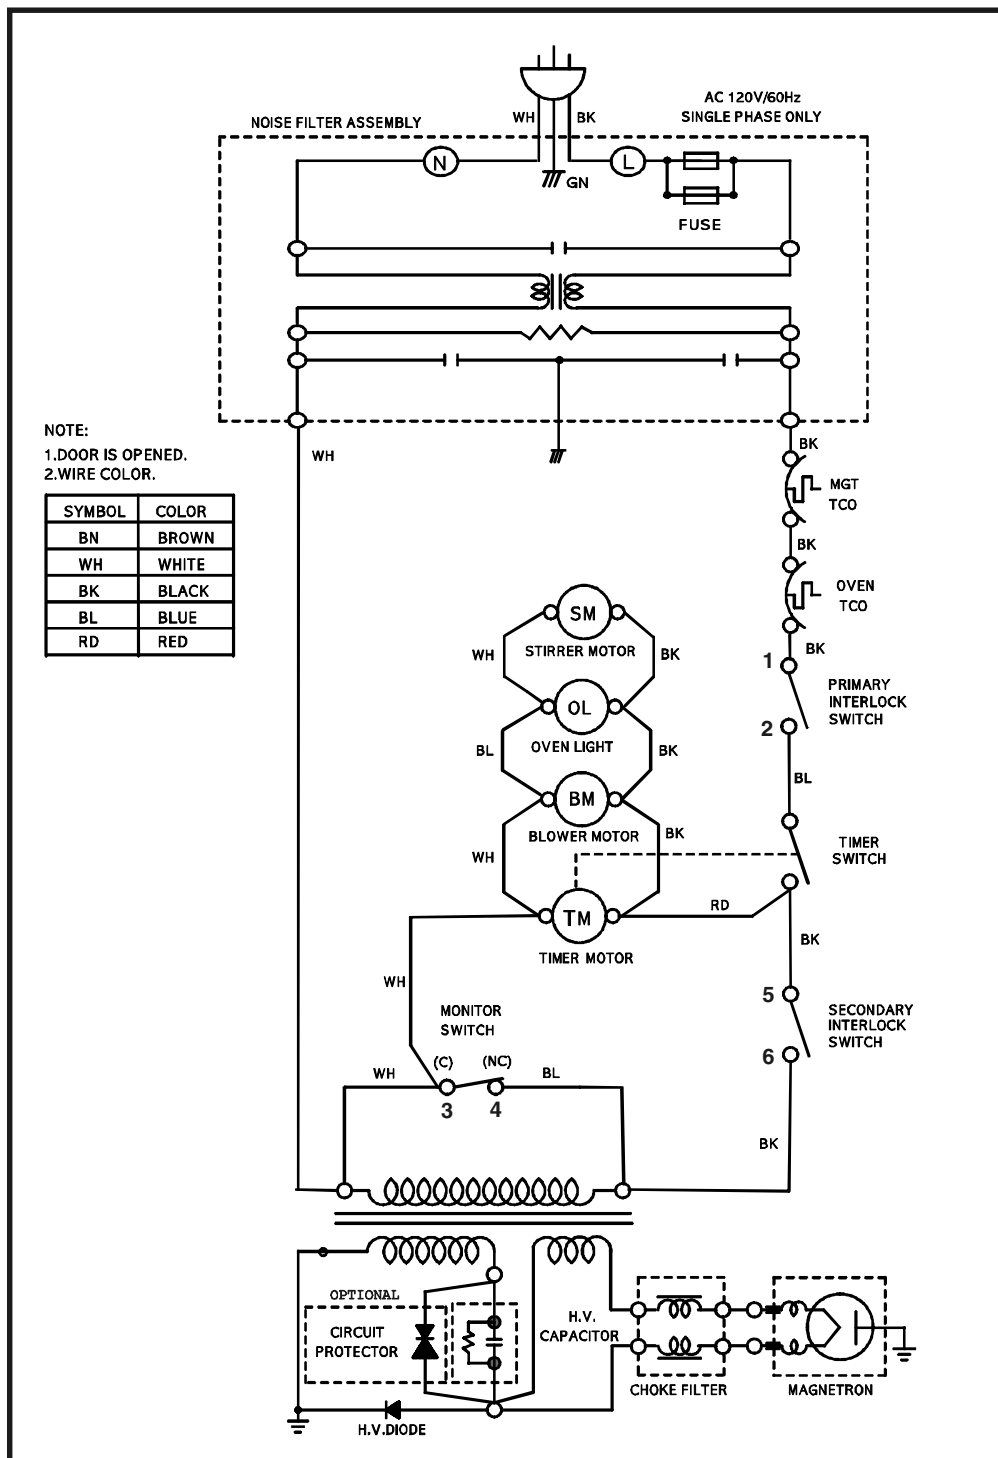 AC 120V/60Hz
SINGLE PHASE ONLY
NOISE FILTER ASSEMBLY
WH
BK
N
L
GN
FUSE
NOTE:
1.DOOR IS OPENED.
2.WIRE COLOR.
SYMBOL COLOR
BN BROWN
WH WHITE
BK BLACK
BL BLUE
RD RED
WH
BK
MGT
TCO
BK
OVEN
TCO
BK
1
PRIMARY
INTERLOCK
SWITCH
2
BL
TIMER
SWITCH
SM
STIRRER MOTOR
WH
BK
OL
OVEN LIGHT
BL
BK
BM
BLOWER MOTOR
WH
BK
TM
TIMER MOTOR
RD
BK
WH
5
SECONDARY
INTERLOCK
SWITCH
6
MONITOR
SWITCH
(C)
(NC)
WH
BL
3
4
BK
OPTIONAL
CIRCUIT
PROTECTOR
H.V.
CAPACITOR
CHOKE FILTER
MAGNETRON
H.V.DIODE